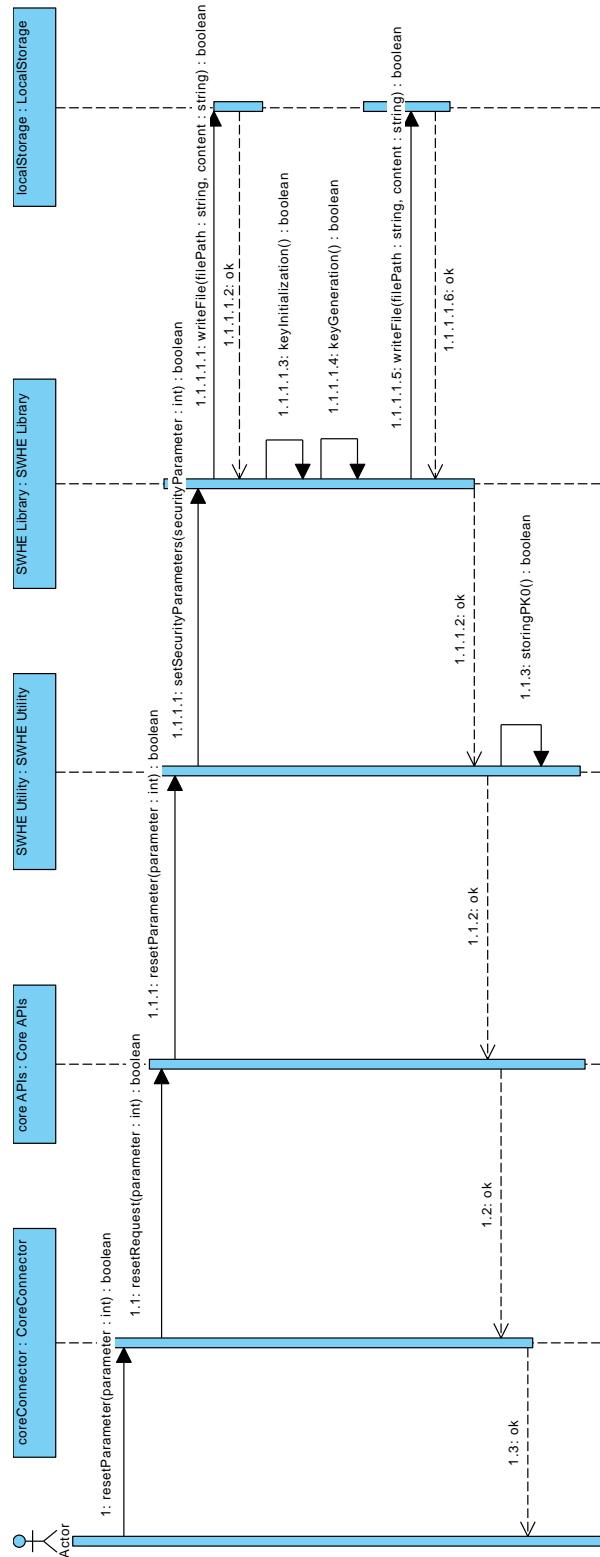 Actor
coreConnector : CoreConnector
core APIs : Core APIs
SWHE Utility : SWHE Utility
SWHE Library : SWHE Library
localStorage : LocalStorage
1: resetParameter(parameter : int) : boolean
1.1: resetRequest(parameter : int) : boolean
1.1.1: resetParameter(parameter : int) : boolean
1.1.1.1: setSecurityParameters(securityParameter : int) : boolean
1.1.1.1.1: writeFile(filePath : string, content : string) : boolean
1.1.1.1.2: ok
1.1.1.1.3: keyInitialization() : boolean
1.1.1.1.4: keyGeneration() : boolean
1.1.1.1.5: writeFile(filePath : string, content : string) : boolean
1.1.1.1.6: ok
1.1.1.2: ok
1.1.2: ok
1.1.3: storingPK0() : boolean
1.2: ok
1.3: ok